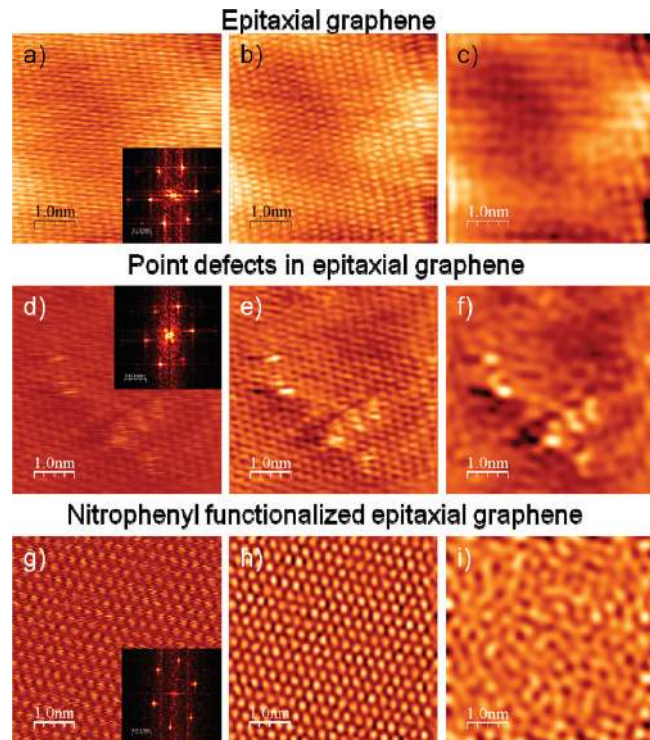 Epitaxial graphene
a)
b)
c)
1.0nm
1.0nm
1.0nm
Point defects in epitaxial graphene
d)
e)
f)
1.0nm
1.0nm
1.0nm
Nitrophenyl functionalized epitaxial graphene
g)
h)
i)
1.0nm
1.0nm
1.0nm